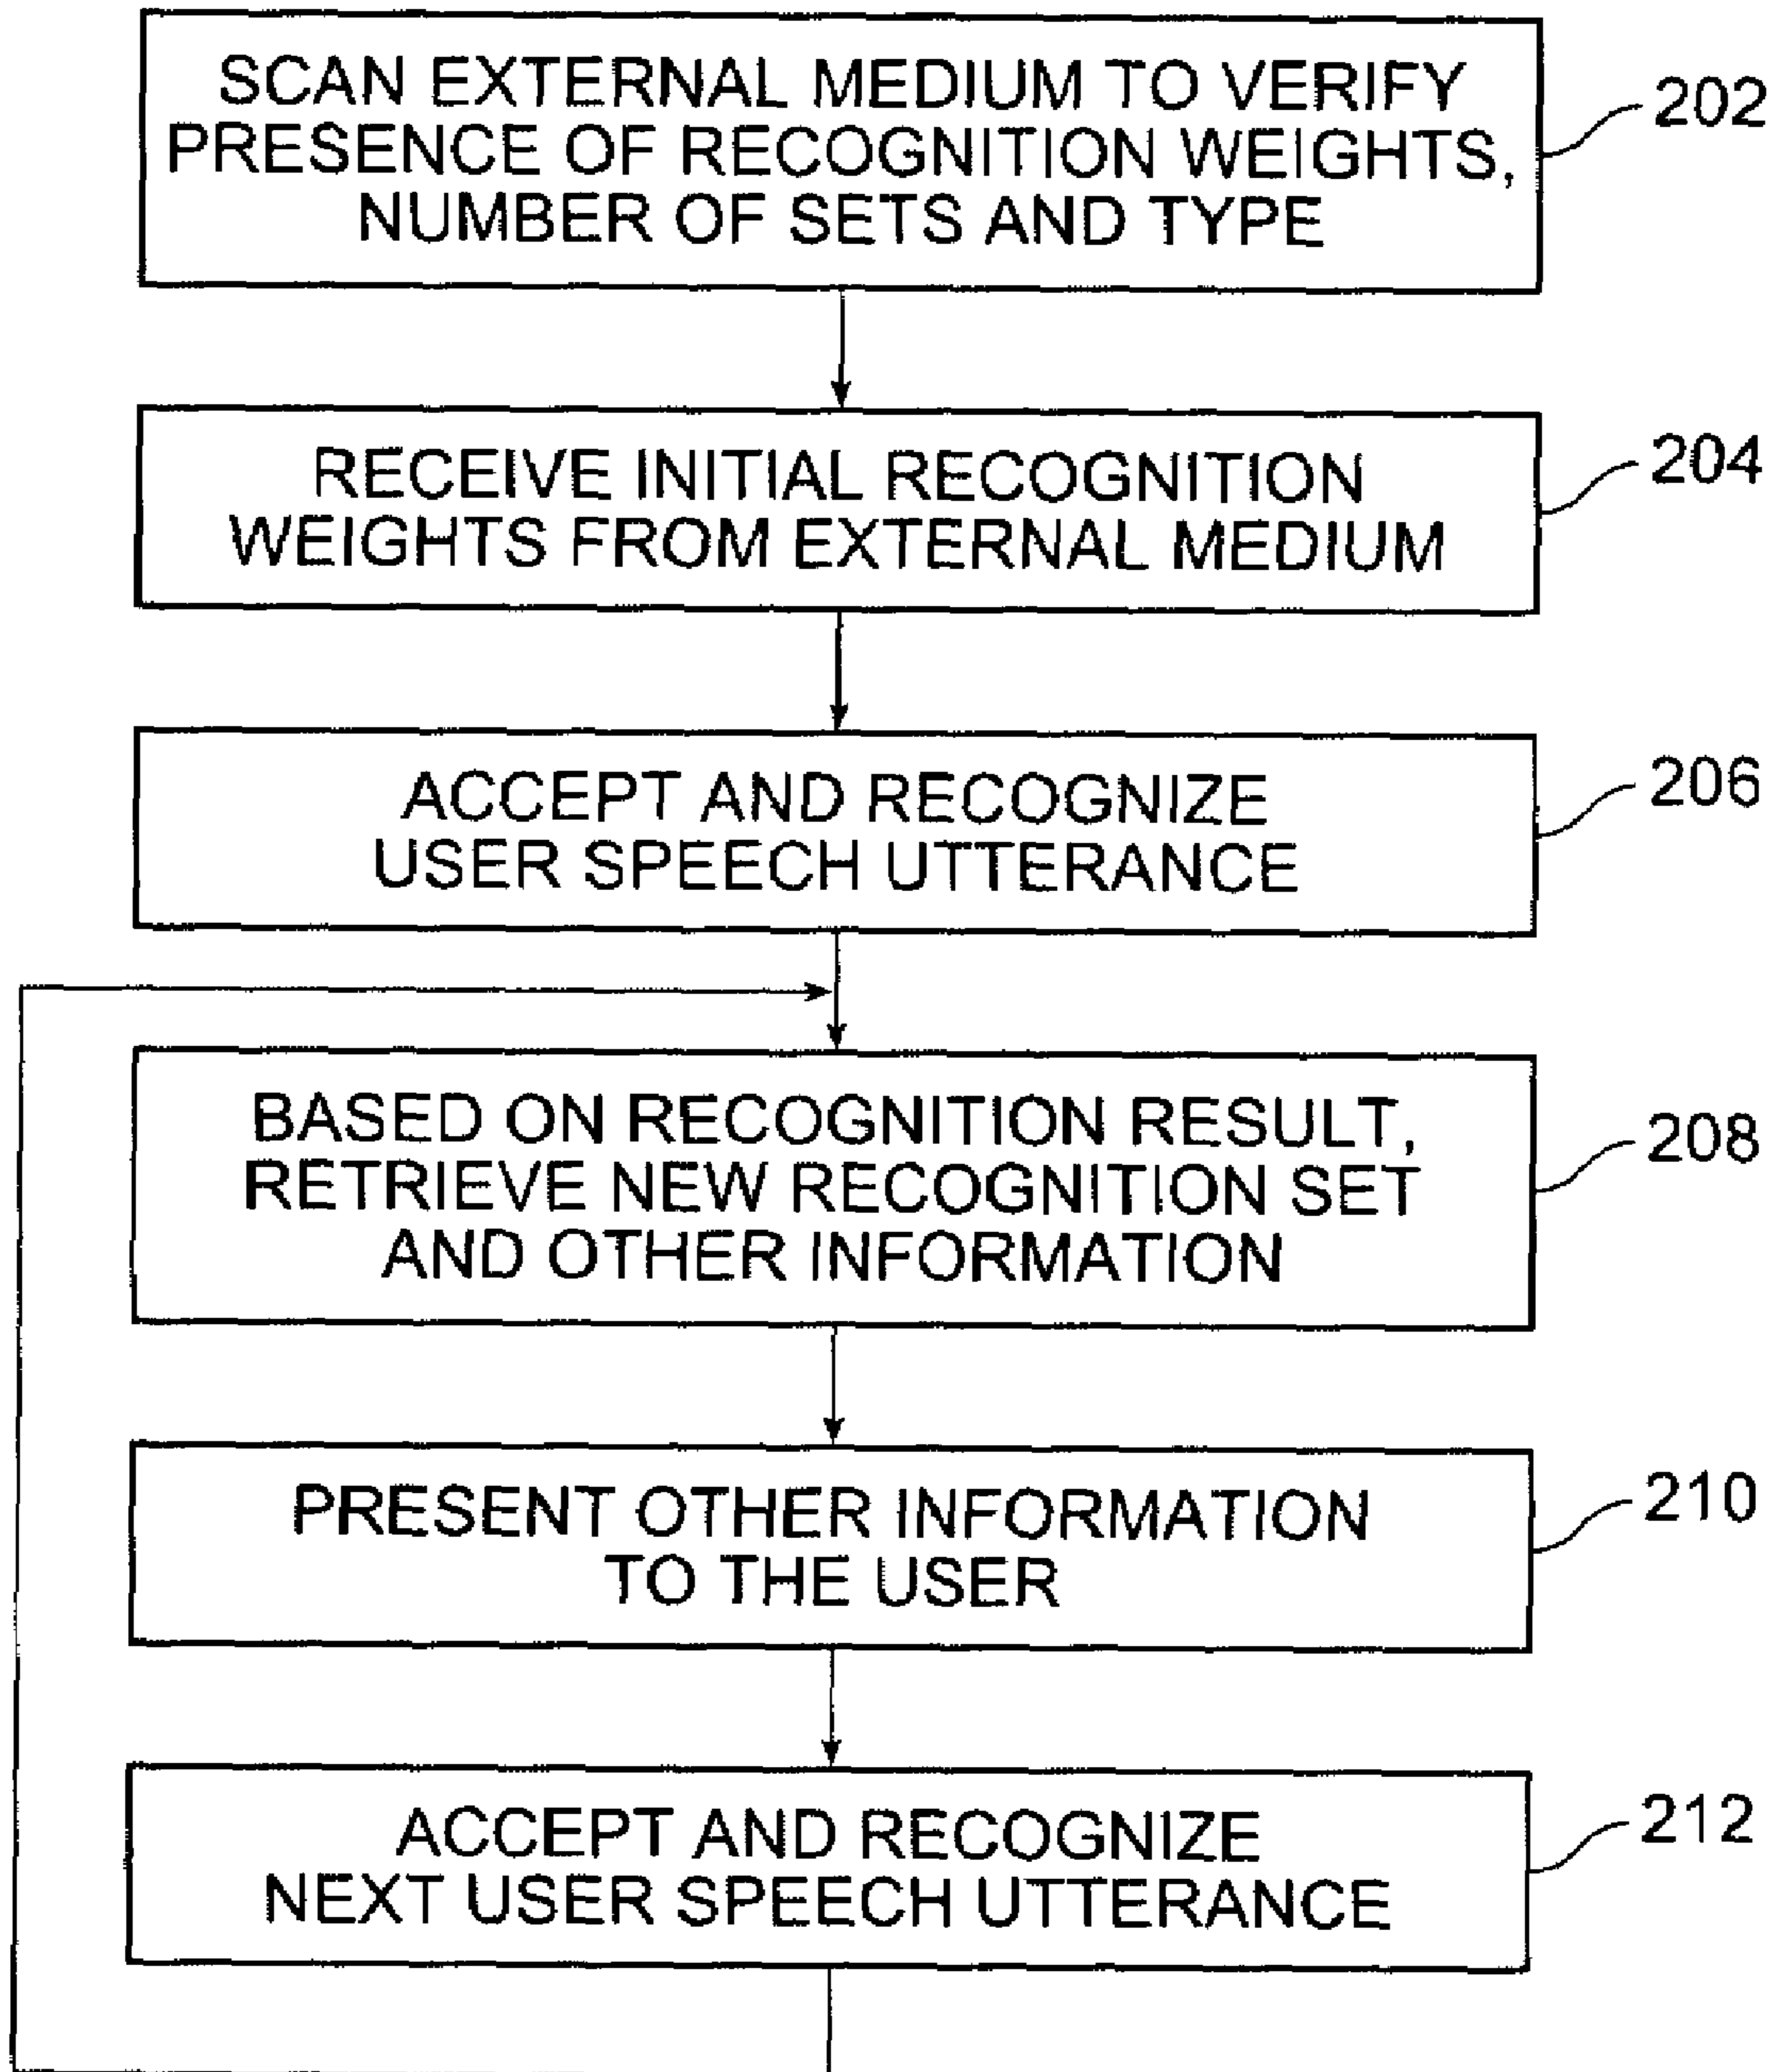 SCAN EXTERNAL MEDIUM TO VERIFY
PRESENCE OF RECOGNITION WEIGHTS,
NUMBER OF SETS AND TYPE
202
RECEIVE INITIAL RECOGNITION
WEIGHTS FROM EXTERNAL MEDIUM
204
ACCEPT AND RECOGNIZE
USER SPEECH UTTERANCE
206
BASED ON RECOGNITION RESULT,
RETRIEVE NEW RECOGNITION SET
AND OTHER INFORMATION
208
PRESENT OTHER INFORMATION
TO THE USER
210
ACCEPT AND RECOGNIZE
NEXT USER SPEECH UTTERANCE
212